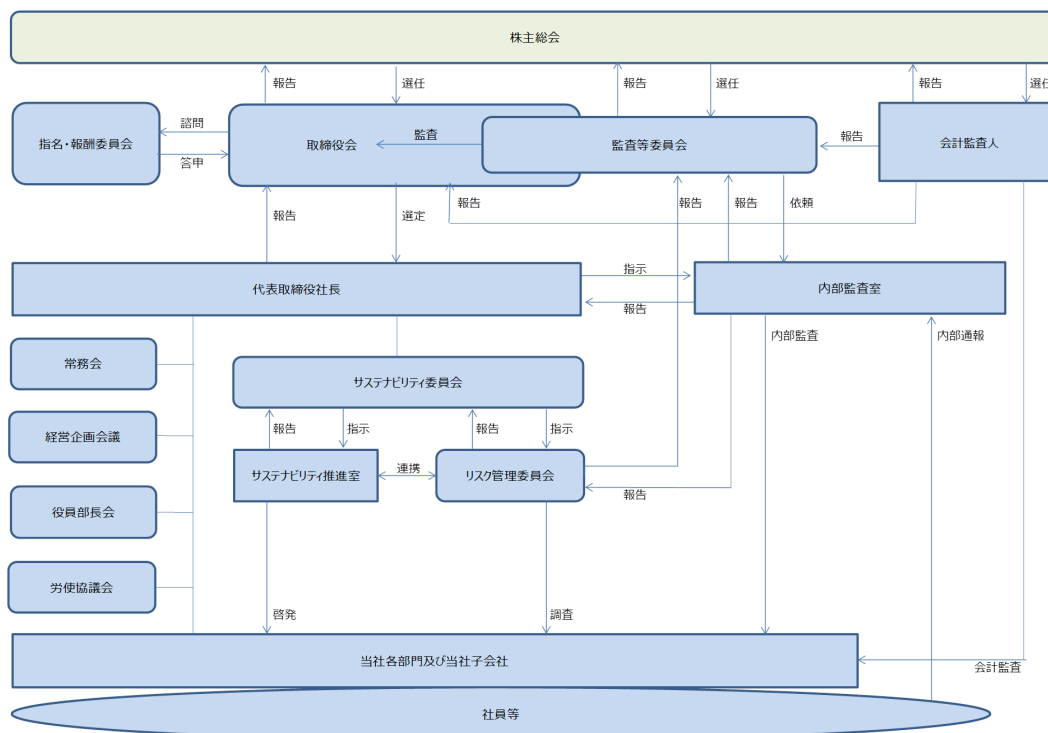 株主総会
報告
選任
報告
選任
報告
選任
指名・報酬委員会
諮問
答申
取締役会
監査
監査等委員会
報告
会計監査人
報告
選定
報告
報告
報告
依頼
代表取締役社長
指示
報告
内部監査室
内部監査
内部通報
常務会
サステナビリティ委員会
経営企画会議
報告
指示
報告
指示
サステナビリティ推進室
連携
リスク管理委員会
報告
役員部長会
労使協議会
啓発
調査
当社各部門及び当社子会社
会計監査
社員等